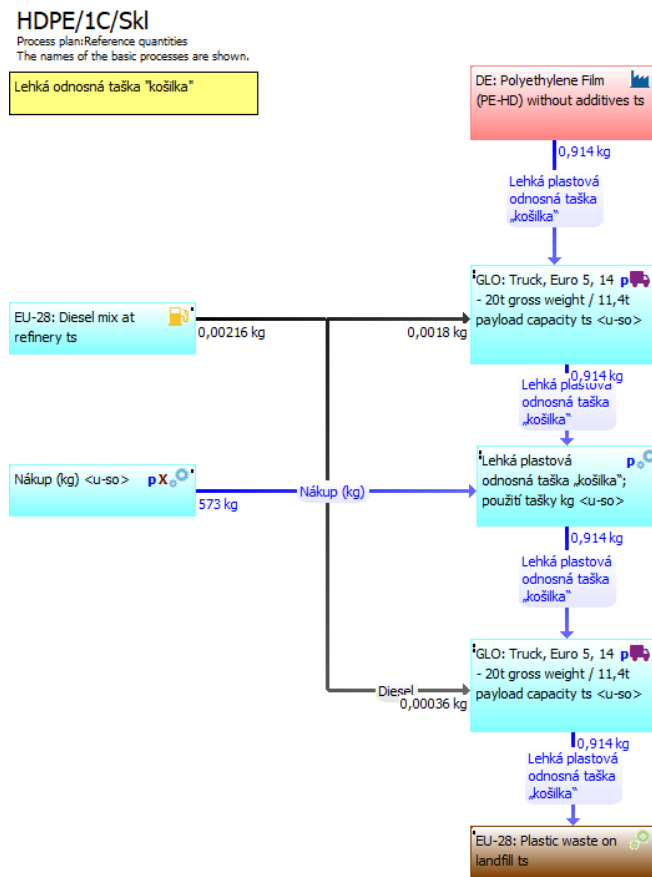 HDPE/1C/Skl
Process plan:Reference quantities
The names of the basic processes are shown.
Lehká odnosná taška "košilka"
DE: Polyethylene Film
(PE-HD) without additives ts
0,914 kg
Lehká plastová
odnosná taška
„košilka“
GLO: Truck, Euro 5, 14 p
- 20t gross weight / 11,4t
payload capacity ts <u-so>
EU-28: Diesel mix at
refinery ts
0,00216 kg
0,0018 kg
0,914 kg
Lehká plastová
odnosná taška
„košilka“
Nákup (kg) <u-so> p X
573 kg
Nákup (kg)
Lehká plastová p
odnosná taška „košilka“;
použití tašky kg <u-so>
0,914 kg
Lehká plastová
odnosná taška
„košilka“
GLO: Truck, Euro 5, 14 p
- 20t gross weight / 11,4t
payload capacity ts <u-so>
Diesel
0,00036 kg
0,914 kg
Lehká plastová
odnosná taška
„košilka“
EU-28: Plastic waste on
landfill ts